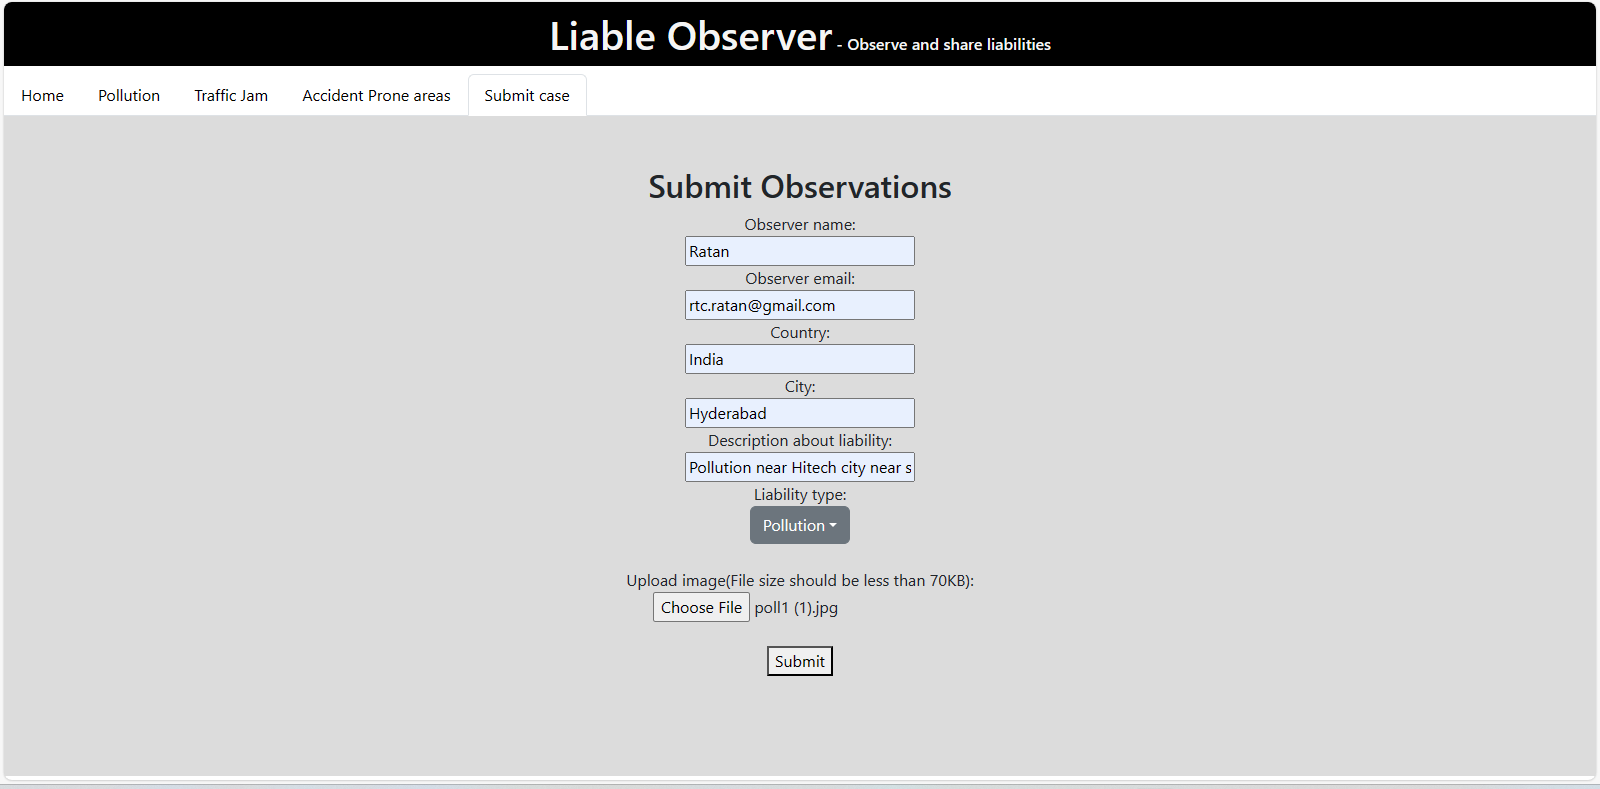 Liable Observer - Observe and share liabilities
Home Pollution Traffic Jam Accident Prone areas Submit case
Submit Observations
Observer name:
Ratan
Observer email:
rtc.ratan@gmail.com
Country:
India
City:
Hyderabad
Description about liability:
Pollution near Hitech city near s
Liability type:
Pollution
Upload image(File size should be less than 70KB):
Choose File poll1 (1).jpg
Submit